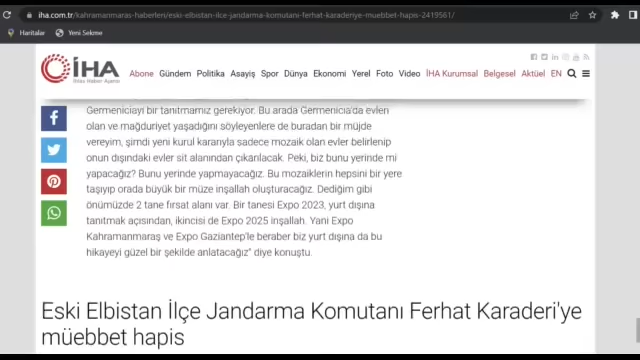 iha.com.tr/kahramanmaras-haberleri/eski-elbistan-ilce-jandarma-komutani-ferhat-karaderiye-muebbet-hapis-2419561/
Haritalar Yeni Sekme
İHA
İhlas Haber Ajansı
Abone Gündem Politika Asayiş Spor Dünya Ekonomi Yerel Foto Video İHA Kurumsal Belgesel Aktüel EN
Germenicia'yı bir tanıtmamız gerekiyor. Bu arada Germenicia'da evleri
olan ve mağduriyet yaşadığını söyleyenlere de buradan bir müjde
vereyim, şimdi yeni kurul kararıyla sadece mozaik olan evler belirlenip
onun dışındaki evler sit alanından çıkarılacak. Peki, biz bunu yerinde mi
yapacağız? Bunu yerinde yapmayacağız. Bu mozaiklerin hepsini bir yere
taşıyıp orada büyük bir müze inşallah oluşturacağız. Dediğim gibi
önümüzde 2 tane fırsat alanı var. Bir tanesi Expo 2023, yurt dışına
tanıtmak açısından, ikincisi de Expo 2025 inşallah. Yani Expo
Kahramanmaraş ve Expo Gaziantep'le beraber biz yurt dışına da bu
hikayeyi güzel bir şekilde anlatacağız" diye konuştu.
Eski Elbistan İlçe Jandarma Komutanı Ferhat Karaderi'ye
müebbet hapis